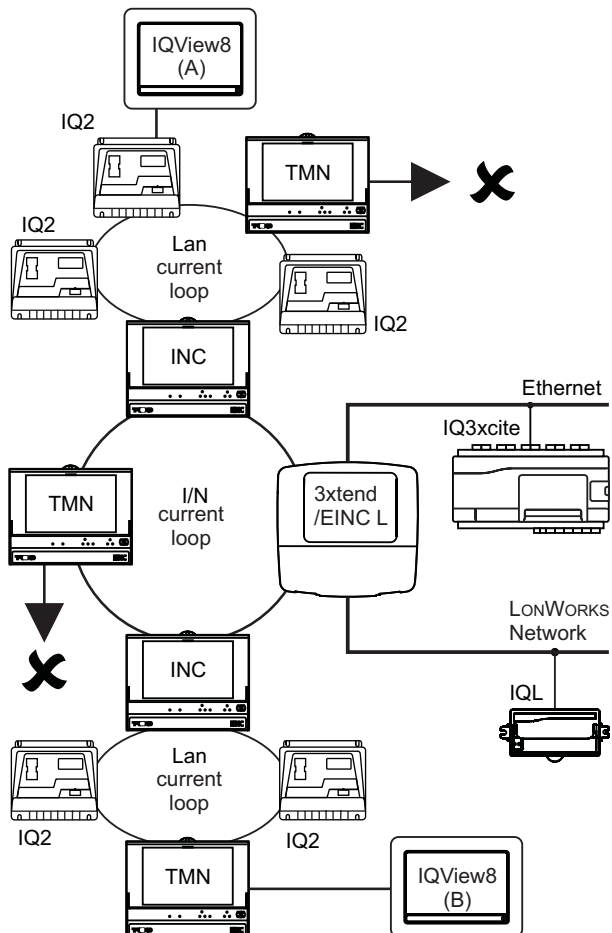 IQView8
(A)
IQ2
TMN
IQ2
Lan
current
loop
IQ2
INC
Ethernet
IQ3xcite
I/N
current
loop
3xtend
/EINC L
TMN
LONWORKS
Network
INC
IQL
Lan
current
loop
IQ2
IQ2
TMN
IQView8
(B)